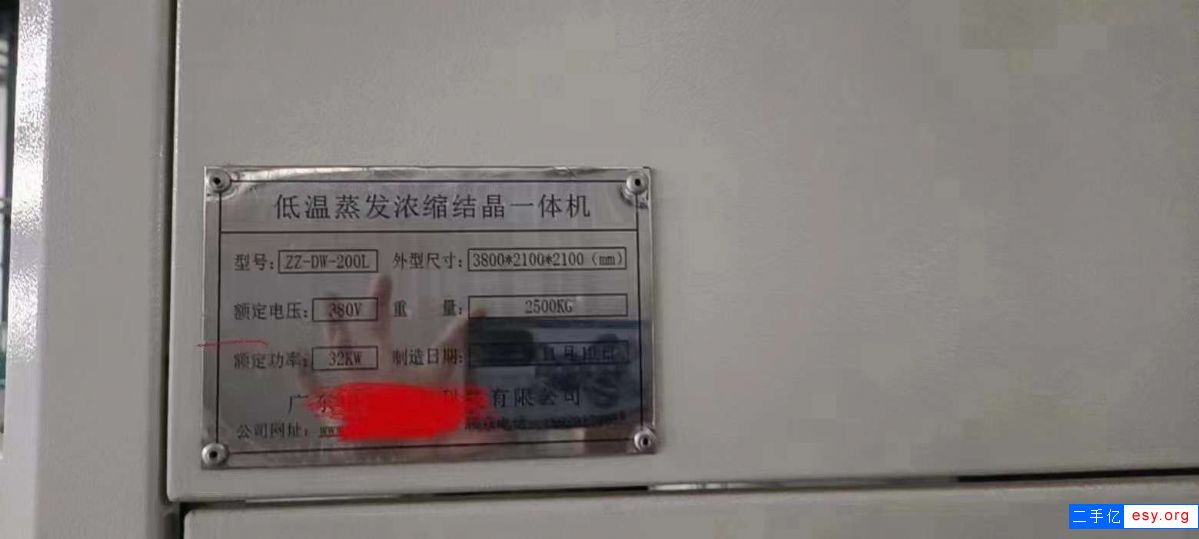 低温蒸发浓缩结晶一体机
型号: ZZ-DW-200L 外型尺寸: 3800*2100*2100 (mm)
额定电压: 380V 重 量: 2500KG
额定功率: 32KW 制造日期:
广东 有限公司
公司网址: www
二手亿 esy.org